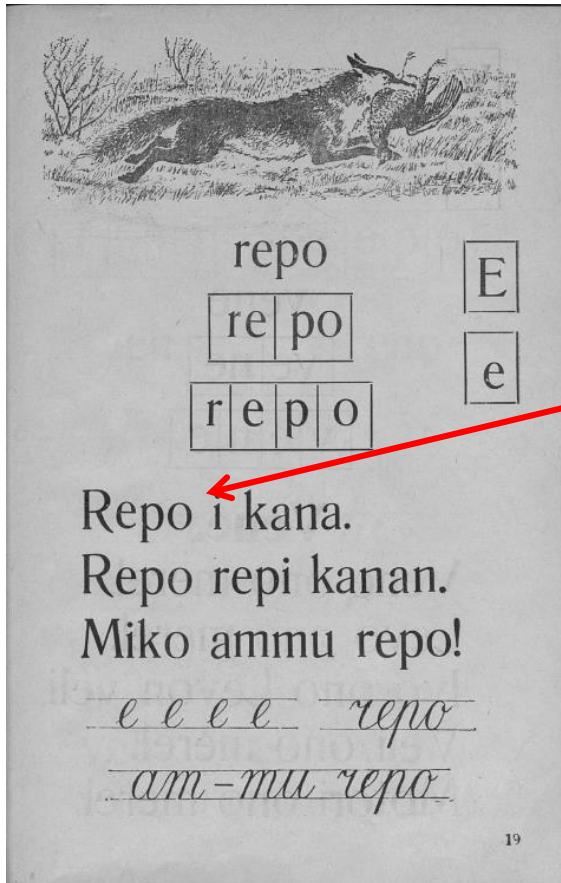 repo
E
re po
e
r e p o
Repo i kana.
Repo repi kanan.
Miko ammu repo!
e e e e repo
am-mu repo
19